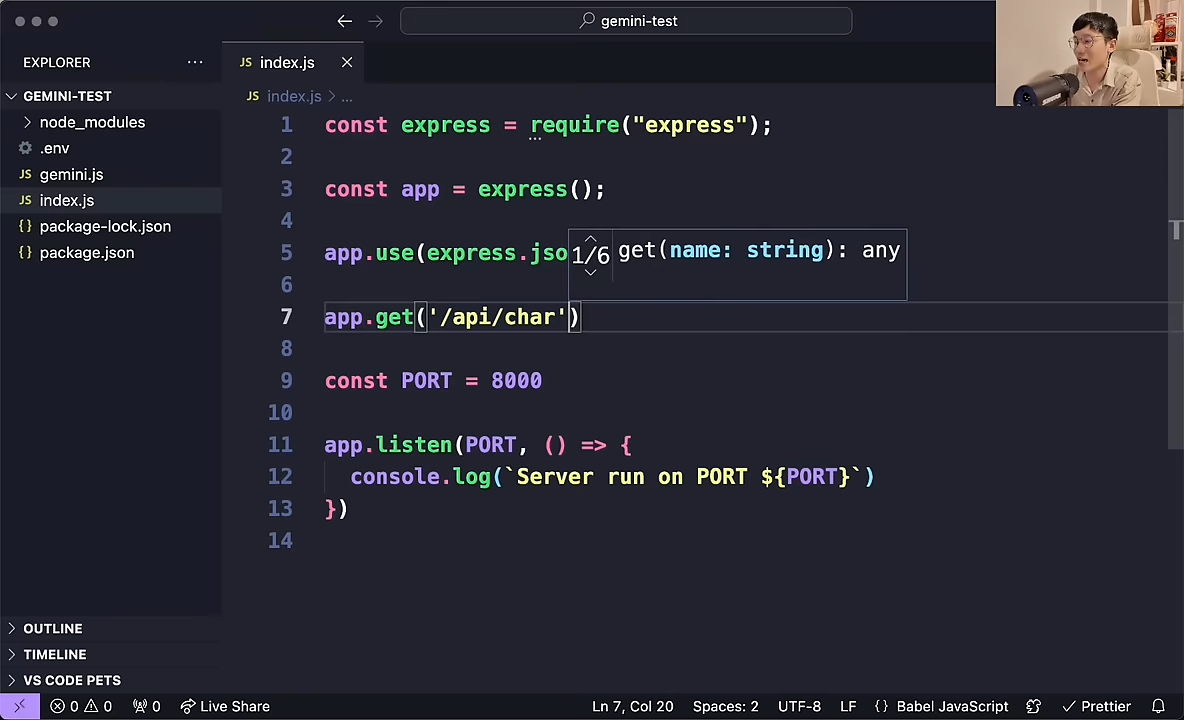 gemini-test
EXPLORER
JS index.js
GEMINI-TEST
JS index.js > ...
node_modules
.env
JS gemini.js
JS index.js
{} package-lock.json
{} package.json
1 const express = require("express");
2
3 const app = express();
4
5 app.use(express.jso
1/6 get(name: string): any
6
7 app.get('/api/char')
8
9 const PORT = 8000
10
11 app.listen(PORT, () => {
12 console.log(`Server run on PORT ${PORT}`)
13 })
14
OUTLINE
TIMELINE
VS CODE PETS
0 0 0 Live Share Ln 7, Col 20 Spaces: 2 UTF-8 LF {} Babel JavaScript Prettier